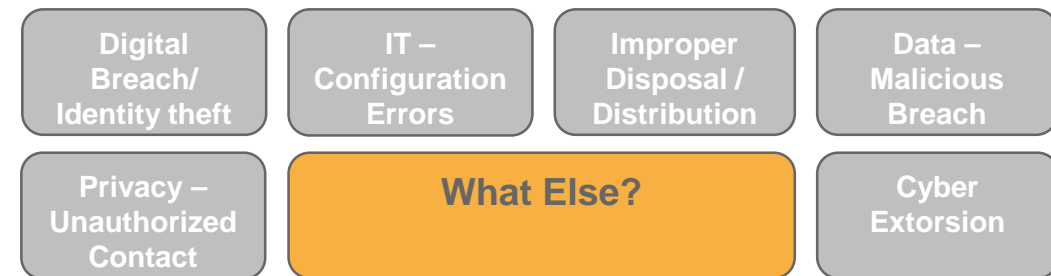 Digital
Breach/
Identity theft
IT –
Configuration
Errors
Improper
Disposal /
Distribution
Data –
Malicious
Breach
Privacy –
Unauthorized
Contact
What Else?
Cyber
Extorsion